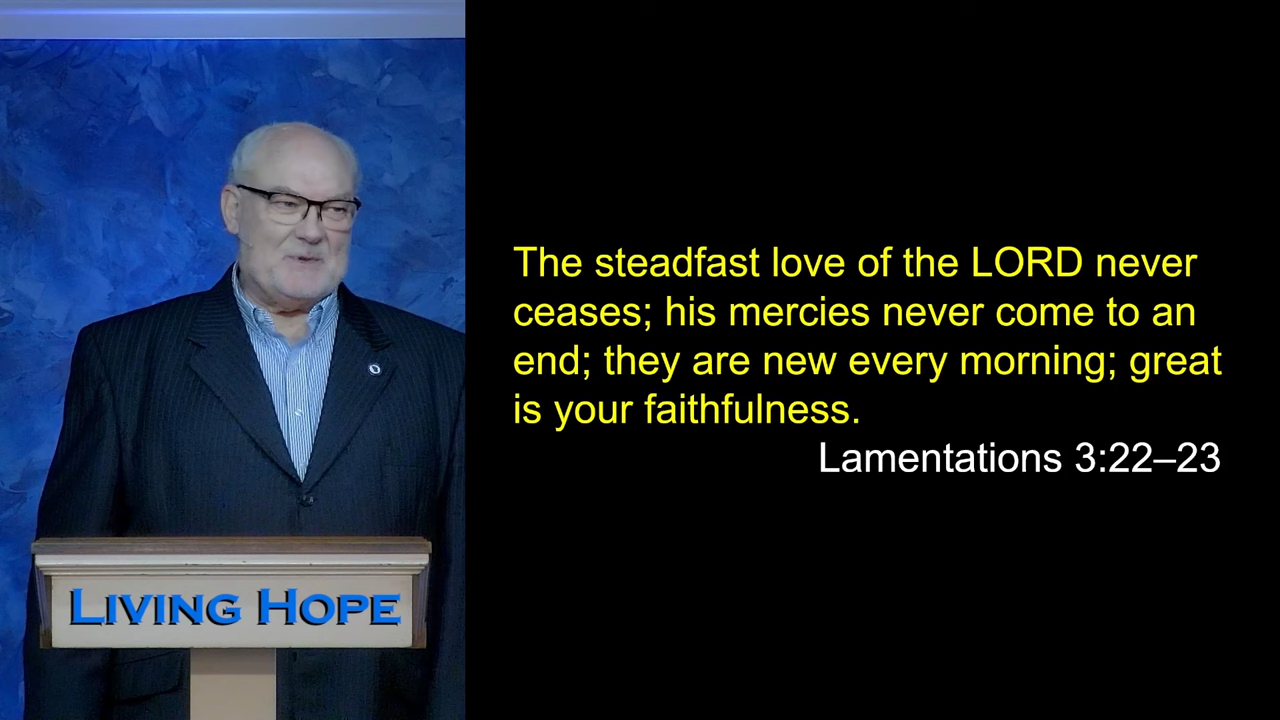 The steadfast love of the LORD never
ceases; his mercies never come to an
end; they are new every morning; great
is your faithfulness.
Lamentations 3:22–23
LIVING HOPE